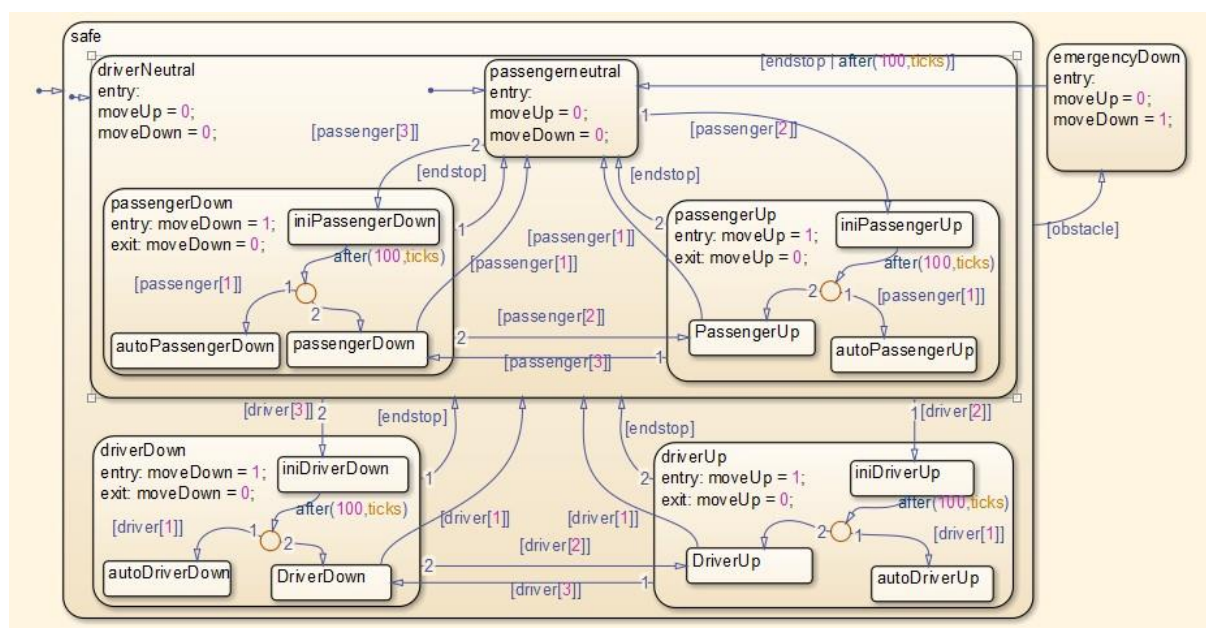 safe
driverNeutral
entry:
moveUp = 0;
moveDown = 0;
passengerneutral
entry:
moveUp = 0;
moveDown = 0;
[endstop | after(100,ticks)]
emergencyDown
entry:
moveUp = 0;
moveDown = 1;
[passenger[3]]
2
1
[passenger[2]]
[endstop]
[endstop]
passengerDown
entry: moveDown = 1;
exit: moveDown = 0;
iniPassengerDown
after(100,ticks)
[passenger[1]]
1
2
autoPassengerDown
passengerDown
1
[passenger[1]]
[passenger[1]]
2
passengerUp
entry: moveUp = 1;
exit: moveUp = 0;
iniPassengerUp
after(100,ticks)
2
1
[passenger[1]]
PassengerUp
autoPassengerUp
[obstacle]
[passenger[2]]
2
[passenger[3]]
1
[driver[3]]
2
[endstop]
[endstop]
1
[driver[2]]
driverDown
entry: moveDown = 1;
exit: moveDown = 0;
iniDriverDown
after(100,ticks)
[driver[1]]
1
2
autoDriverDown
DriverDown
1
[driver[1]]
[driver[1]]
2
driverUp
entry: moveUp = 1;
exit: moveUp = 0;
iniDriverUp
after(100,ticks)
2
1
[driver[1]]
DriverUp
autoDriverUp
[driver[2]]
2
[driver[3]]
1